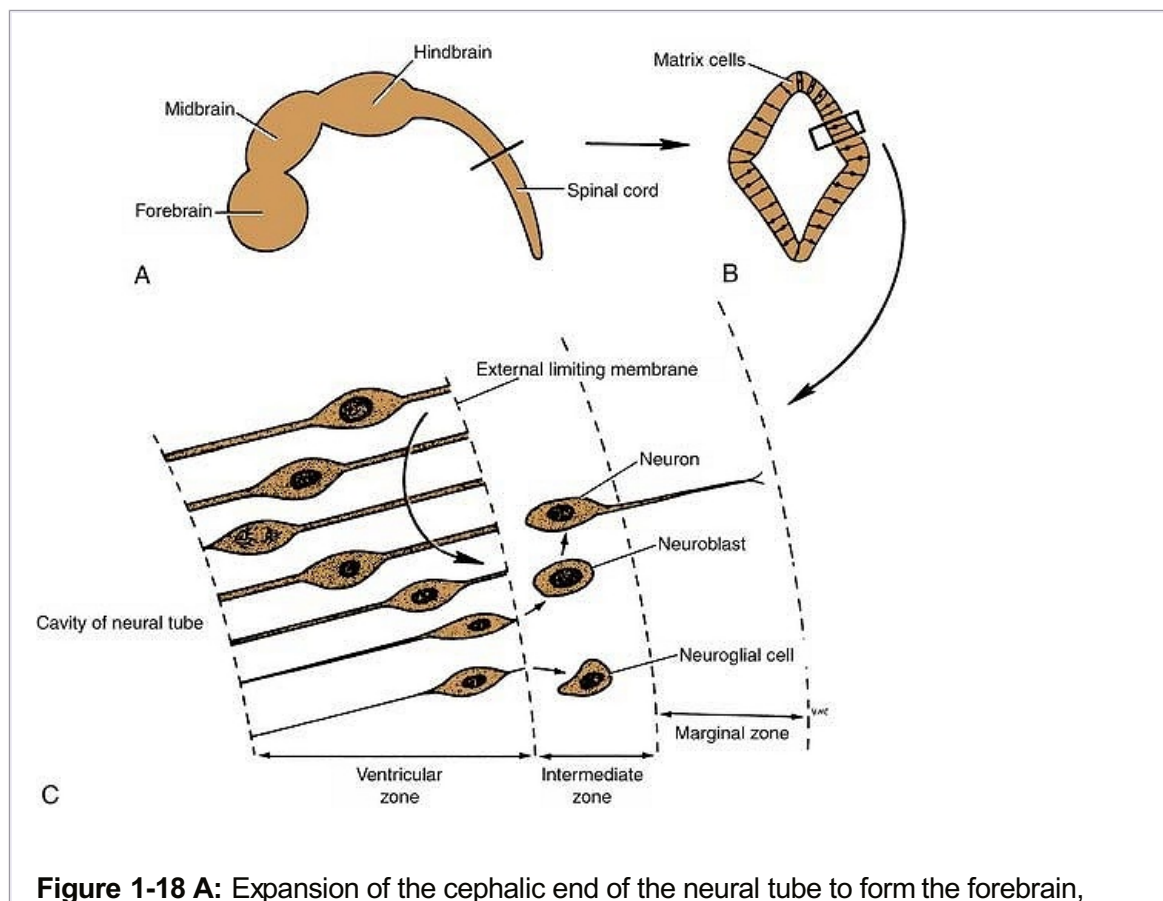 Hindbrain
Matrix cells
Midbrain
Spinal cord
Forebrain
A
B
External limiting membrane
Neuron
Neuroblast
Cavity of neural tube
Neuroglial cell
Marginal zone
Ventricular
zone
Intermediate
zone
C
Figure 1-18 A: Expansion of the cephalic end of the neural tube to form the forebrain,